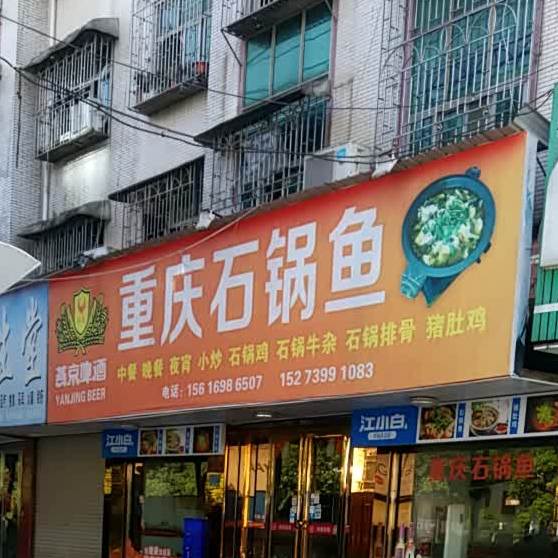 重庆石锅鱼
燕京啤酒
YANJING BEER
中餐 晚餐 夜宵 小炒 石锅鸡 石锅牛杂 石锅排骨 猪肚鸡
电话：156 1698 6507 152 7399 1083
堂
江小白
江小白
重庆石锅鱼